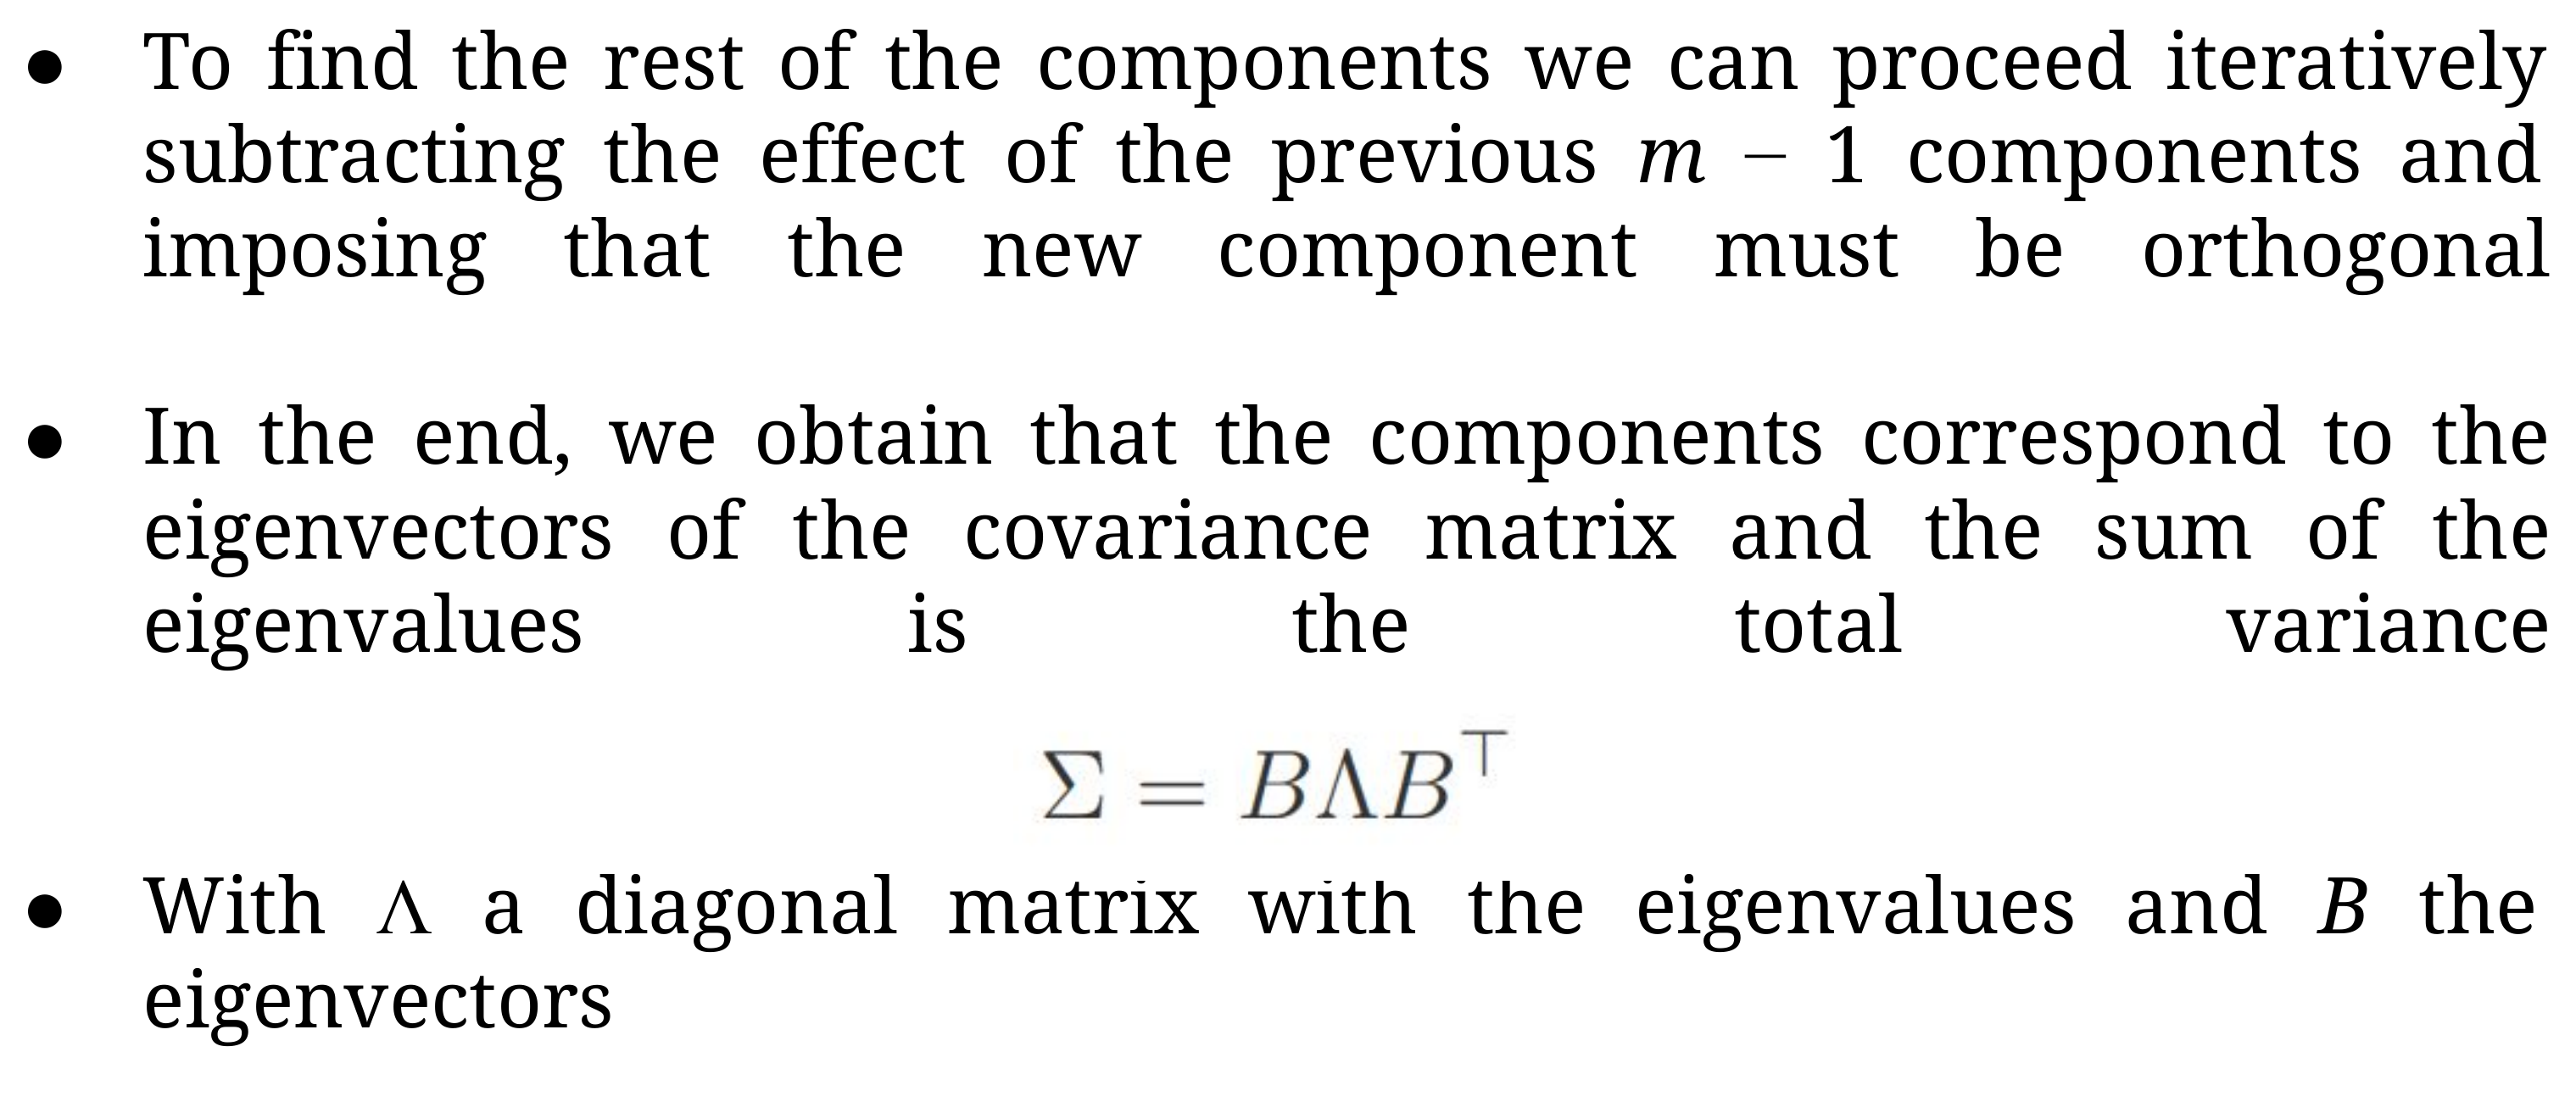 ● To find the rest of the components we can proceed iteratively
subtracting the effect of the previous m − 1 components and
imposing that the new component must be orthogonal
● In the end, we obtain that the components correspond to the
eigenvectors of the covariance matrix and the sum of the
eigenvalues is the total variance
Σ = BΛB⊤
● With Λ a diagonal matrix with the eigenvalues and B the
eigenvectors